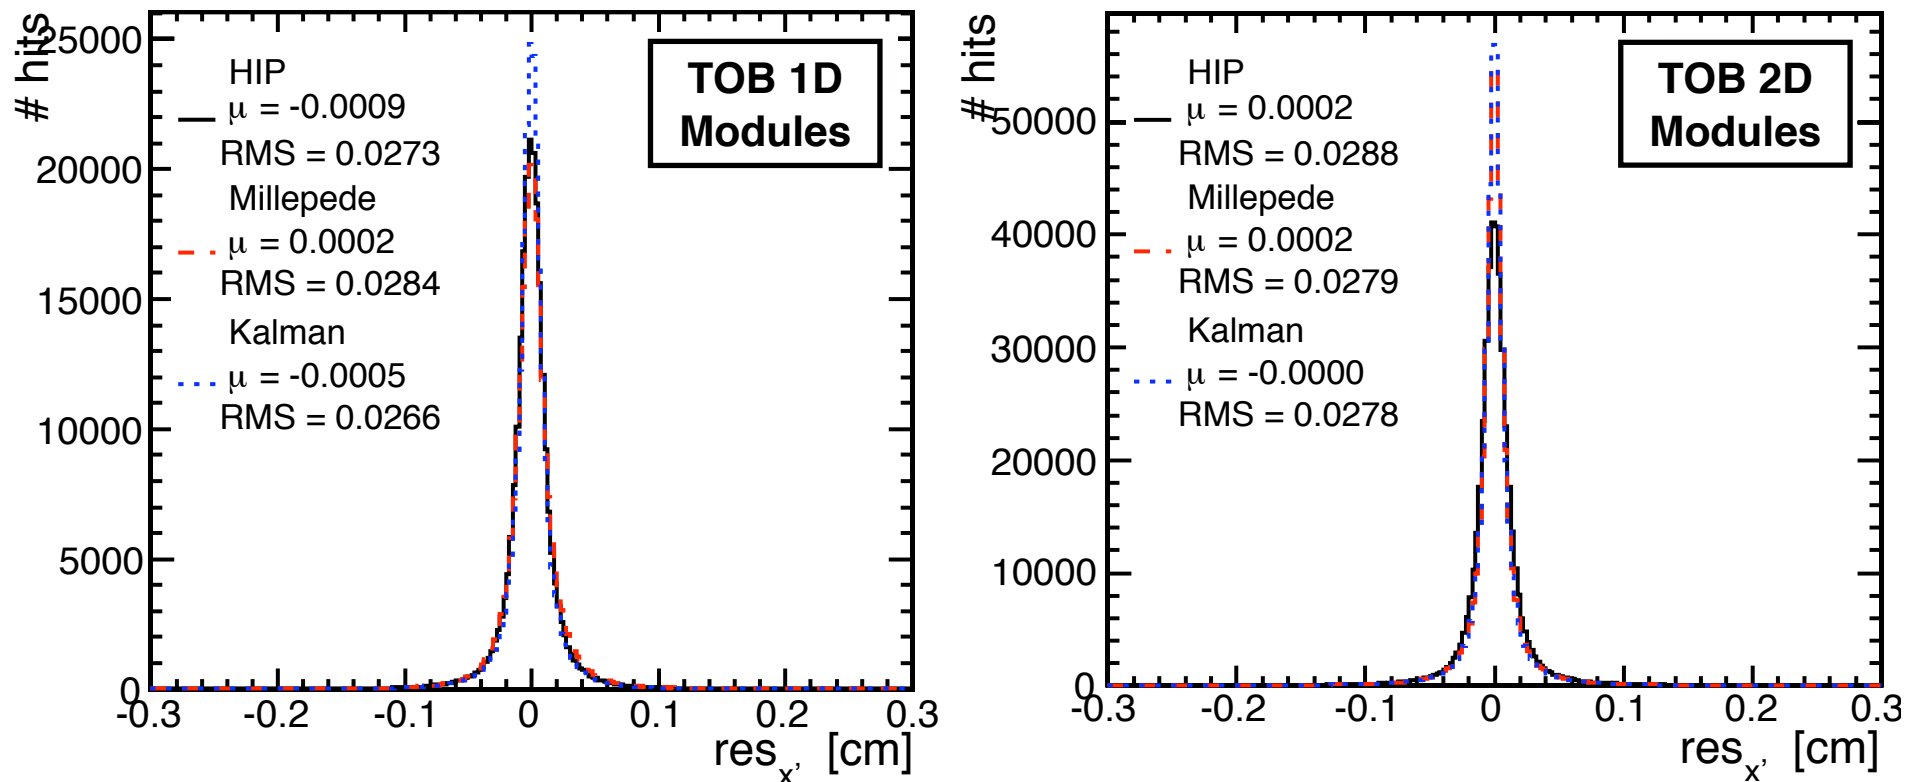 # hits
25000
20000
15000
10000
5000
0
HIP
μ = -0.0009
RMS = 0.0273
Millepede
μ = 0.0002
RMS = 0.0284
Kalman
μ = -0.0005
RMS = 0.0266
TOB 1D
Modules
-0.3 -0.2 -0.1 0 0.1 0.2 0.3
res_x' [cm]
# hits
50000
40000
30000
20000
10000
0
HIP
μ = 0.0002
RMS = 0.0288
Millepede
μ = 0.0002
RMS = 0.0279
Kalman
μ = -0.0000
RMS = 0.0278
TOB 2D
Modules
-0.3 -0.2 -0.1 0 0.1 0.2 0.3
res_x' [cm]